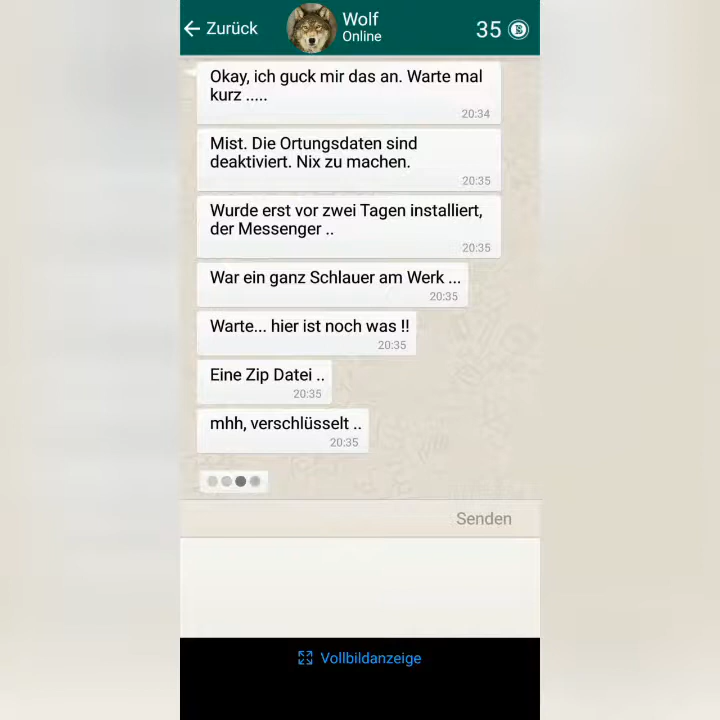 Zurück
Wolf
Online
35
Okay, ich guck mir das an. Warte mal
kurz .....
20:34
Mist. Die Ortungsdaten sind
deaktiviert. Nix zu machen.
20:35
Wurde erst vor zwei Tagen installiert,
der Messenger ..
20:35
War ein ganz Schlauer am Werk ...
20:35
Warte... hier ist noch was !!
20:35
Eine Zip Datei ..
20:35
mhh, verschlüsselt ..
20:35
Senden
Vollbildanzeige